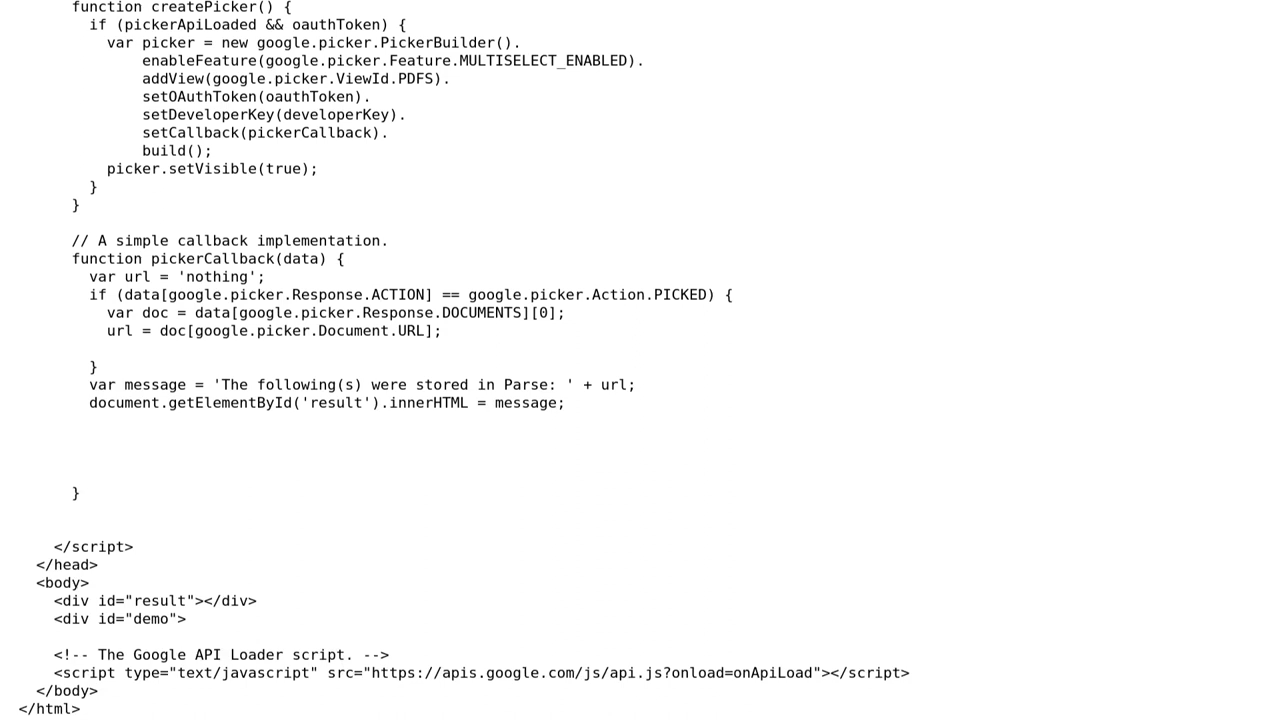 function createPicker() {
if (pickerApiLoaded && oauthToken) {
var picker = new google.picker.PickerBuilder().
enableFeature(google.picker.Feature.MULTISELECT_ENABLED).
addView(google.picker.ViewId.PDFS).
setOAuthToken(oauthToken).
setDeveloperKey(developerKey).
setCallback(pickerCallback).
build();
picker.setVisible(true);
}
}
// A simple callback implementation.
function pickerCallback(data) {
var url = 'nothing';
if (data[google.picker.Response.ACTION] == google.picker.Action.PICKED) {
var doc = data[google.picker.Response.DOCUMENTS][0];
url = doc[google.picker.Document.URL];
}
var message = 'The following(s) were stored in Parse: ' + url;
document.getElementById('result').innerHTML = message;
}
</script>
</head>
<body>
<div id="result"></div>
<div id="demo">
<!-- The Google API Loader script. -->
<script type="text/javascript" src="https://apis.google.com/js/api.js?onload=onApiLoad"></script>
</body>
</html>